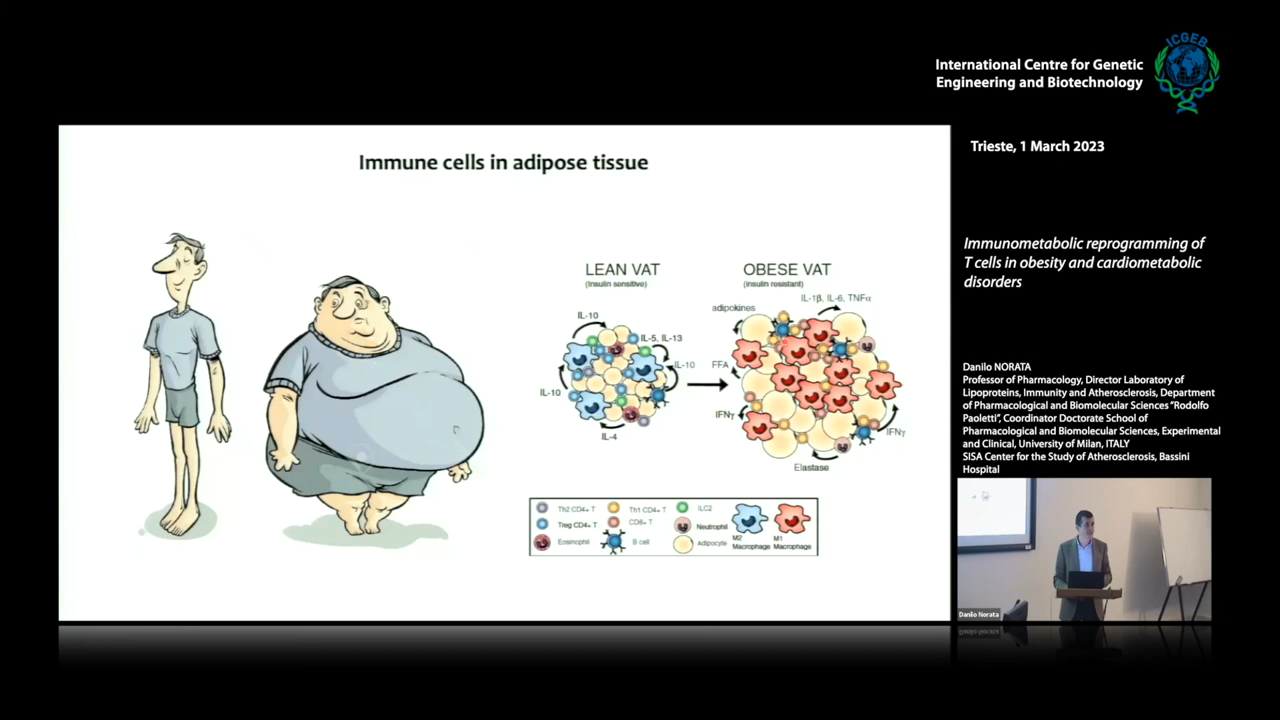 International Centre for Genetic
Engineering and Biotechnology
ICGEB
Trieste, 1 March 2023
Immune cells in adipose tissue
Immunometabolic reprogramming of
T cells in obesity and cardiometabolic
disorders
LEAN VAT
(insulin sensitive)
OBESE VAT
(insulin resistant)
IL-10
IL-5, IL-13
IL-10
IL-10
IL-4
IL-1β, IL-6, TNFα
adipokines
FFA
IFNγ
IFNγ
Elastase
Th2 CD4+ T
Th1 CD4+ T
ILC2
Treg CD4+ T
CD8+ T
Neutrophil
Eosinophil
B cell
Adipocyte
M2
Macrophage
M1
Macrophage
Danilo NORATA
Professor of Pharmacology, Director Laboratory of
Lipoproteins, Immunity and Atherosclerosis, Department
of Pharmacological and Biomolecular Sciences “Rodolfo
Paoletti”, Coordinator Doctorate School of
Pharmacological and Biomolecular Sciences, Experimental
and Clinical, University of Milan, ITALY
SISA Center for the Study of Atherosclerosis, Bassini
Hospital
Danilo Norata